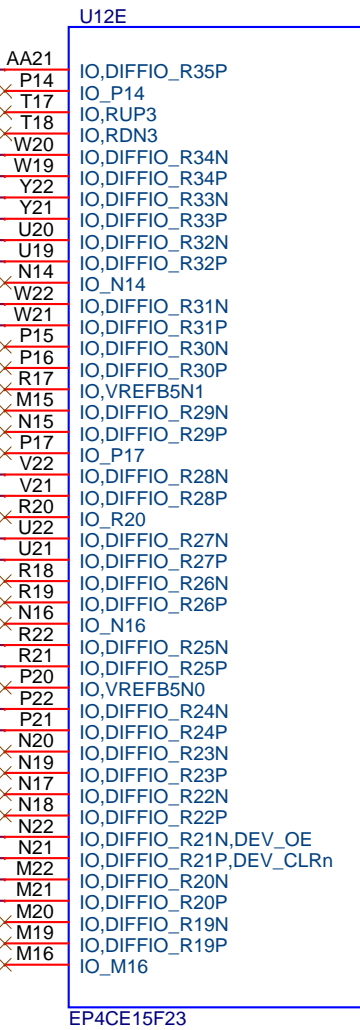 U12E
AA21 IO,DIFFIO_R35P
P14 IO_P14
T17 IO,RUP3
T18 IO,RDN3
W20 IO,DIFFIO_R34N
W19 IO,DIFFIO_R34P
Y22 IO,DIFFIO_R33N
Y21 IO,DIFFIO_R33P
U20 IO,DIFFIO_R32N
U19 IO,DIFFIO_R32P
N14 IO_N14
W22 IO,DIFFIO_R31N
W21 IO,DIFFIO_R31P
P15 IO,DIFFIO_R30N
P16 IO,DIFFIO_R30P
R17 IO,VREFB5N1
M15 IO,DIFFIO_R29N
N15 IO,DIFFIO_R29P
P17 IO_P17
V22 IO,DIFFIO_R28N
V21 IO,DIFFIO_R28P
R20 IO_R20
U22 IO,DIFFIO_R27N
U21 IO,DIFFIO_R27P
R18 IO,DIFFIO_R26N
R19 IO,DIFFIO_R26P
N16 IO_N16
R22 IO,DIFFIO_R25N
R21 IO,DIFFIO_R25P
P20 IO,VREFB5N0
P22 IO,DIFFIO_R24N
P21 IO,DIFFIO_R24P
N20 IO,DIFFIO_R23N
N19 IO,DIFFIO_R23P
N17 IO,DIFFIO_R22N
N18 IO,DIFFIO_R22P
N22 IO,DIFFIO_R21N,DEV_OE
N21 IO,DIFFIO_R21P,DEV_CLRn
M22 IO,DIFFIO_R20N
M21 IO,DIFFIO_R20P
M20 IO,DIFFIO_R19N
M19 IO,DIFFIO_R19P
M16 IO_M16
EP4CE15F23